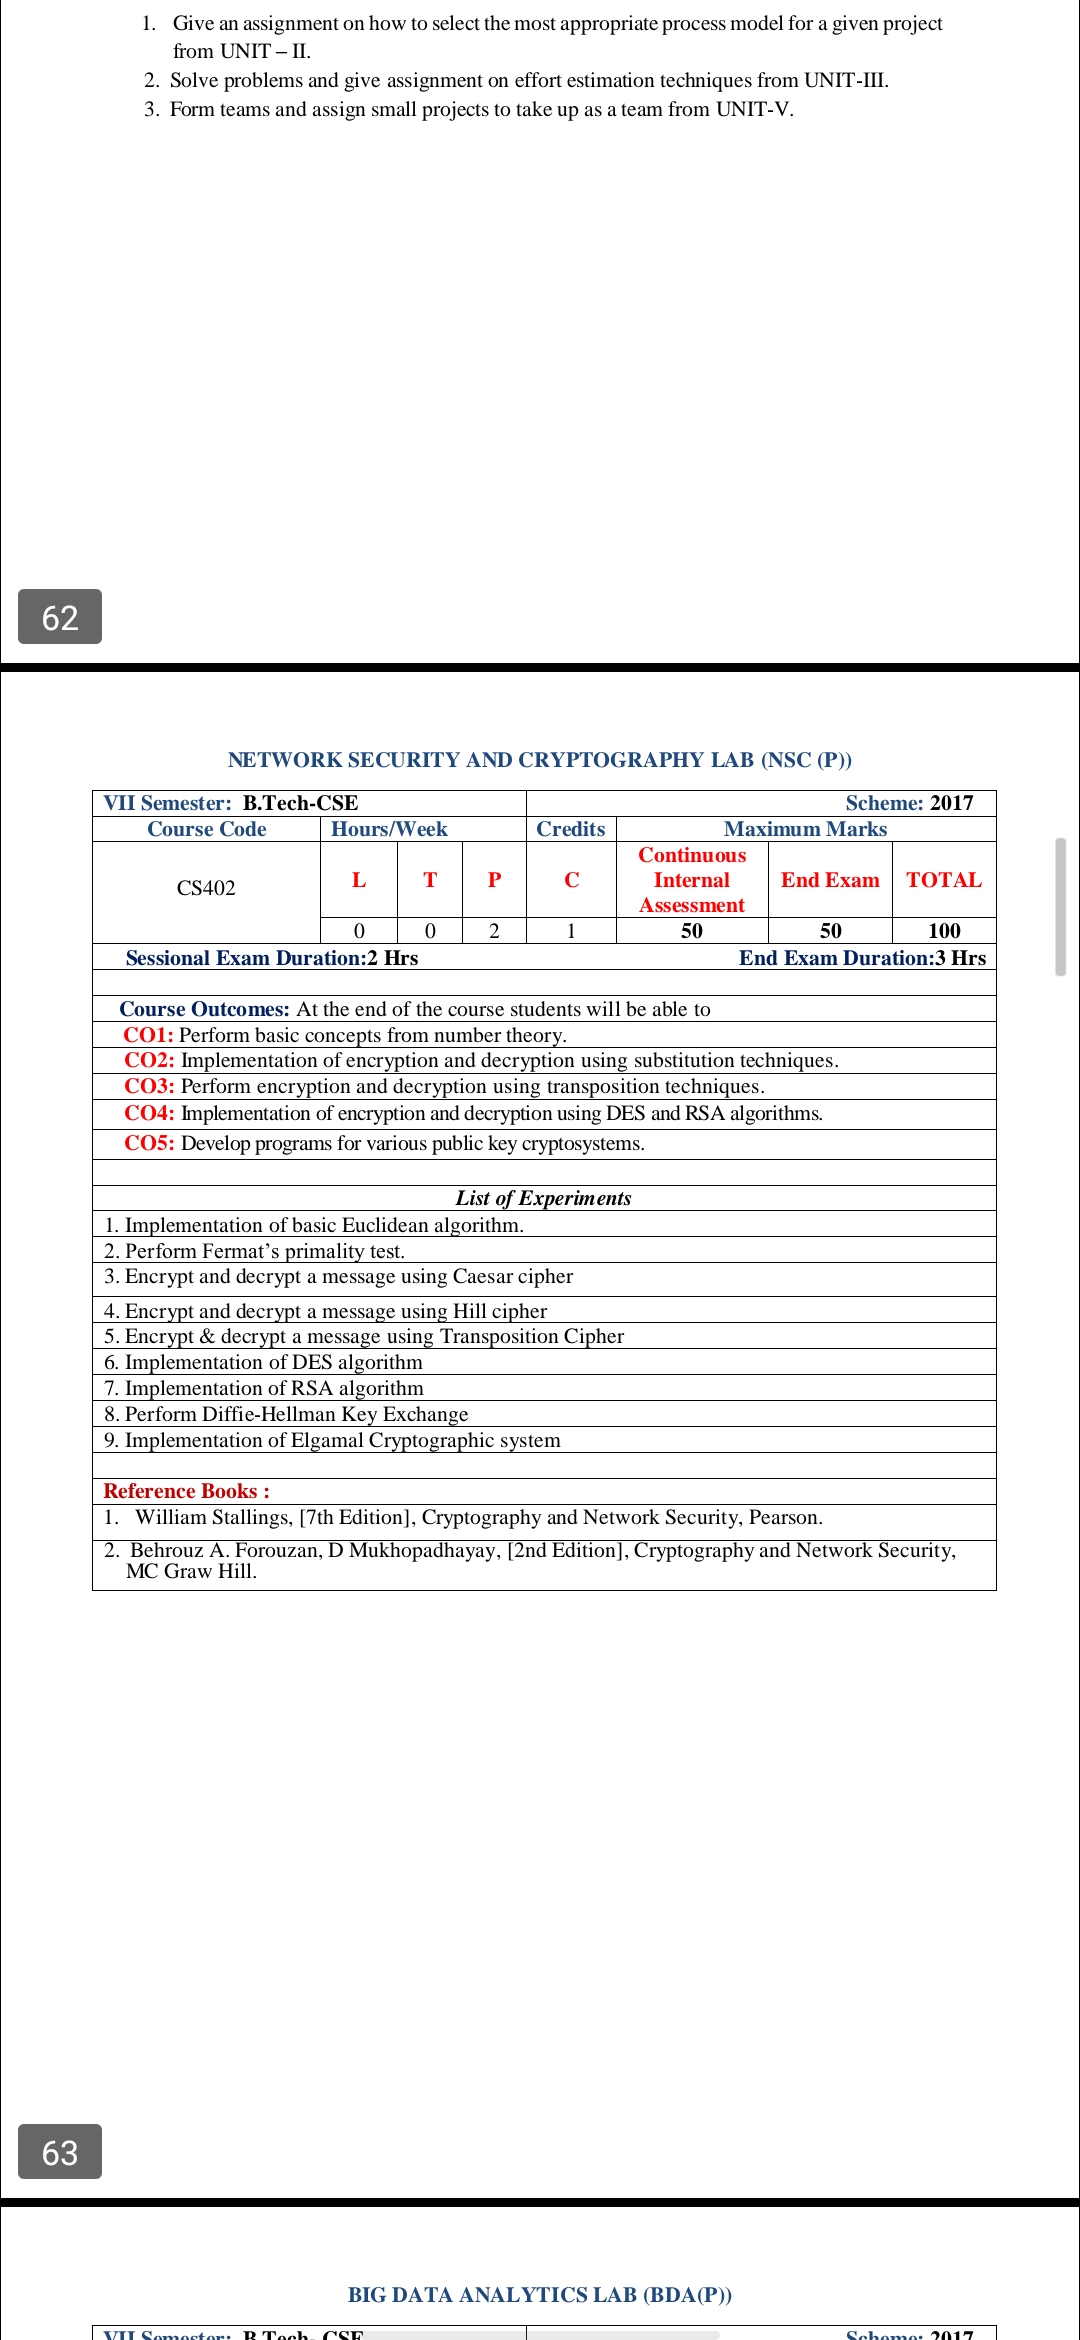 1. Give an assignment on how to select the most appropriate process model for a given project
from UNIT – II.
2. Solve problems and give assignment on effort estimation techniques from UNIT-III.
3. Form teams and assign small projects to take up as a team from UNIT-V.
62
NETWORK SECURITY AND CRYPTOGRAPHY LAB (NSC (P))
VII Semester: B.Tech-CSE Scheme: 2017
Course Code Hours/Week Credits Maximum Marks
CS402 L T P C Continuous Internal Assessment End Exam TOTAL
0 0 2 1 50 50 100
Sessional Exam Duration:2 Hrs End Exam Duration:3 Hrs
Course Outcomes: At the end of the course students will be able to
CO1: Perform basic concepts from number theory.
CO2: Implementation of encryption and decryption using substitution techniques.
CO3: Perform encryption and decryption using transposition techniques.
CO4: Implementation of encryption and decryption using DES and RSA algorithms.
CO5: Develop programs for various public key cryptosystems.
List of Experiments
1. Implementation of basic Euclidean algorithm.
2. Perform Fermat’s primality test.
3. Encrypt and decrypt a message using Caesar cipher
4. Encrypt and decrypt a message using Hill cipher
5. Encrypt & decrypt a message using Transposition Cipher
6. Implementation of DES algorithm
7. Implementation of RSA algorithm
8. Perform Diffie-Hellman Key Exchange
9. Implementation of Elgamal Cryptographic system
Reference Books :
1. William Stallings, [7th Edition], Cryptography and Network Security, Pearson.
2. Behrouz A. Forouzan, D Mukhopadhayay, [2nd Edition], Cryptography and Network Security,
MC Graw Hill.
63
BIG DATA ANALYTICS LAB (BDA(P))
VII Semester: B.Tech- CSE Scheme: 2017